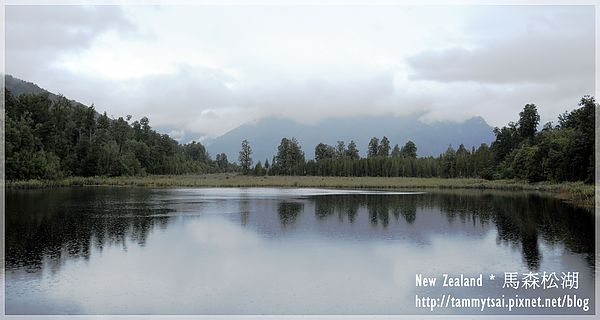 New Zealand * 馬森松湖
http://tammytsai.pixnet.net/blog